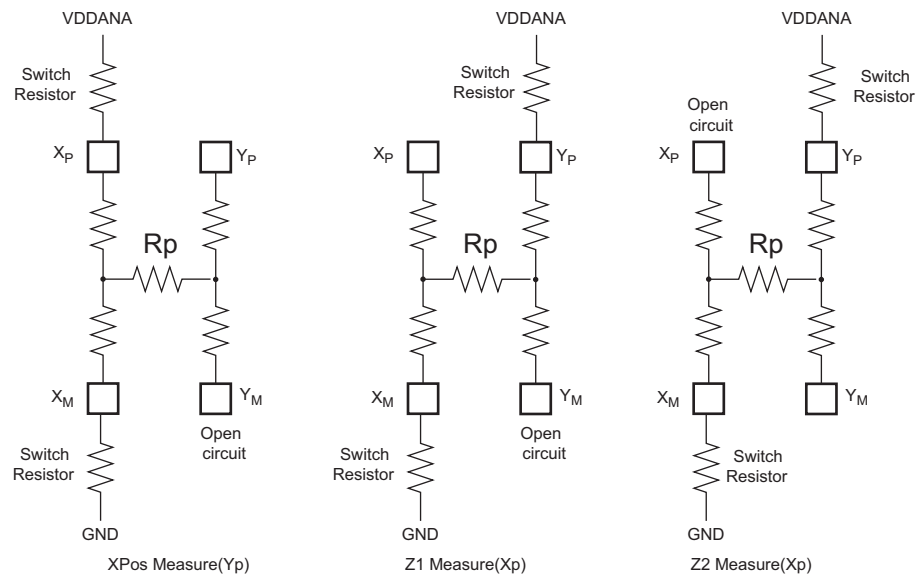 VDDANA
Switch
Resistor
XP
YP
Rp
XM
YM
Open
circuit
Switch
Resistor
GND
XPos Measure(Yp)
VDDANA
Switch
Resistor
XP
YP
Rp
XM
YM
Open
circuit
Switch
Resistor
GND
Z1 Measure(Xp)
VDDANA
Switch
Resistor
Open
circuit
XP
YP
Rp
XM
YM
Switch
Resistor
GND
Z2 Measure(Xp)